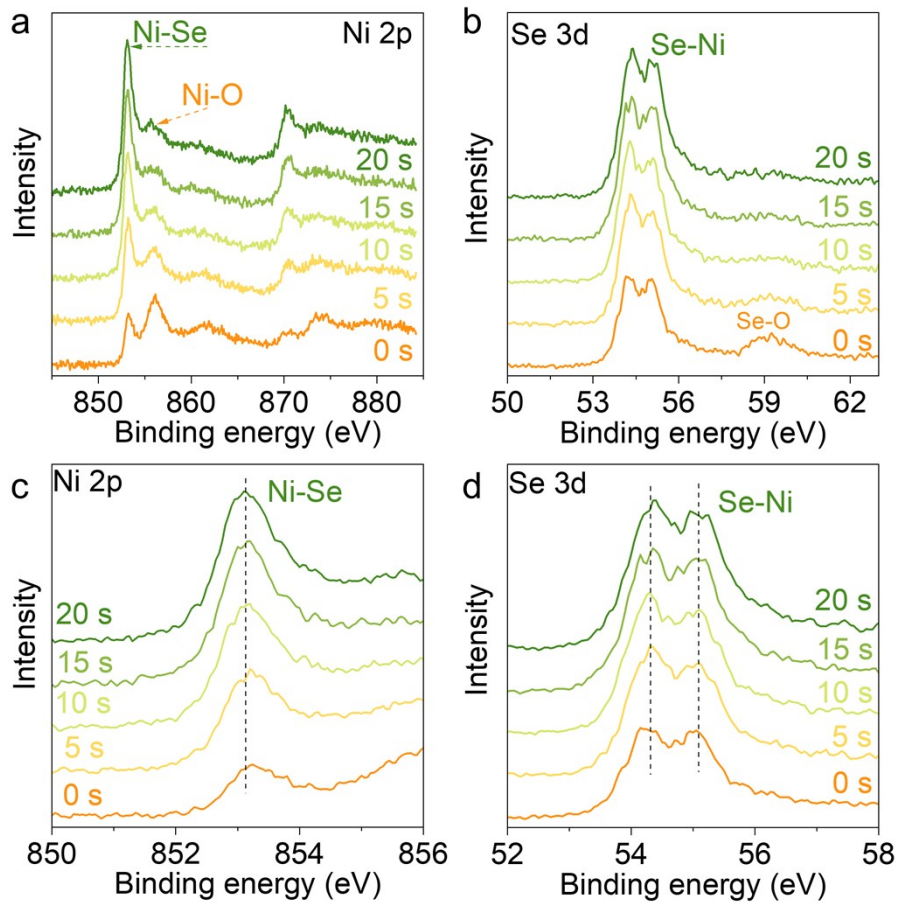 a
Ni-Se
Ni 2p
Ni-O
20 s
15 s
10 s
5 s
0 s
Intensity
850
860
870
880
Binding energy (eV)
b
Se 3d
Se-Ni
20 s
15 s
10 s
5 s
Se-O
0 s
Intensity
50
53
56
59
62
Binding energy (eV)
c
Ni 2p
Ni-Se
20 s
15 s
10 s
5 s
0 s
Intensity
850
852
854
856
Binding energy (eV)
d
Se 3d
Se-Ni
20 s
15 s
10 s
5 s
0 s
Intensity
52
54
56
58
Binding energy (eV)